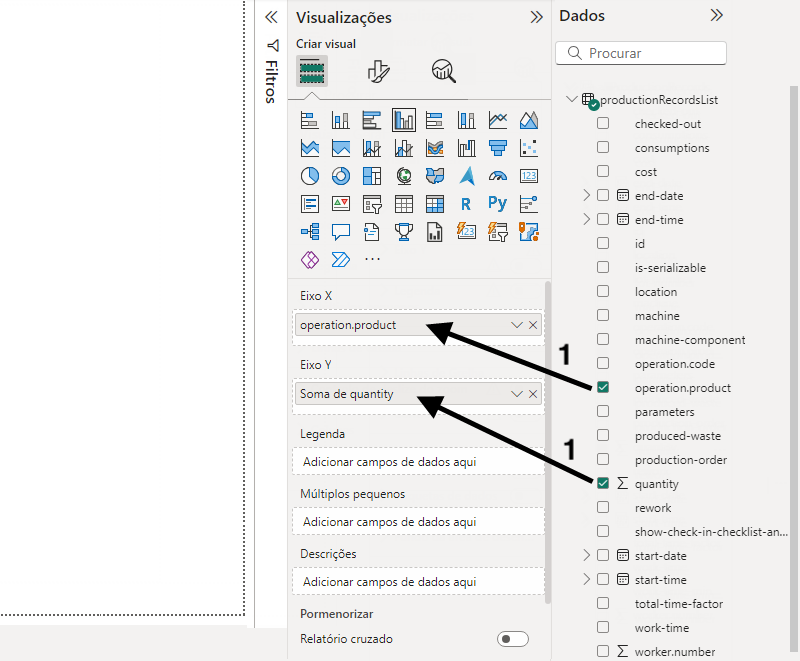 Filtros
Visualizações
Criar visual
123
R
Py
123
...
Eixo X
operation.product
Eixo Y
Soma de quantity
Legenda
Adicionar campos de dados aqui
Múltiplos pequenos
Adicionar campos de dados aqui
Descrições
Adicionar campos de dados aqui
Pormenorizar
Relatório cruzado
1
1
Dados
Procurar
productionRecordsList
checked-out
consumptions
cost
end-date
end-time
id
is-serializable
location
machine
machine-component
operation.code
operation.product
parameters
produced-waste
production-order
∑ quantity
rework
show-check-in-checklist-an...
start-date
start-time
total-time-factor
work-time
∑ worker.number